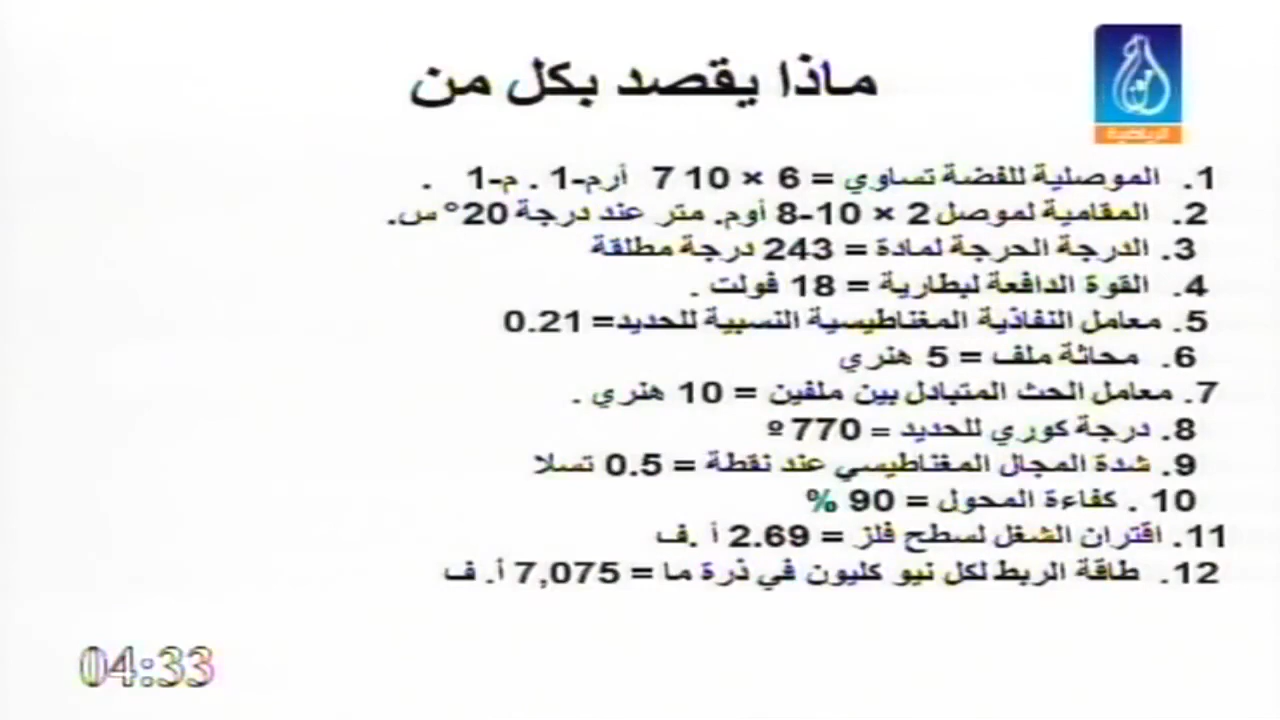 ماذا يقصد بكل من
الرياضية
1. الموصلية للفضة تساوي = 6 × 10 7 أرم-1 . م-1 .
2. المقامية لموصل 2 × 10-8 أوم. متر عند درجة 20° س.
3. الدرجة الحرجة لمادة = 243 درجة مطلقة
4. القوة الدافعة لبطارية = 18 فولت .
5. معامل النفاذية المغناطيسية النسبية للحديد= 0.21
6. محاثة ملف = 5 هنري
7. معامل الحث المتبادل بين ملفين = 10 هنري .
8. درجة كوري للحديد = 770 º
9. شدة المجال المغناطيسي عند نقطة = 0.5 تسلا
10 . كفاءة المحول = 90 %
11. اقتران الشغل لسطح فلز = 2.69 أ .ف
12. طاقة الربط لكل نيو كليون في ذرة ما = 7,075 أ. ف
04:33